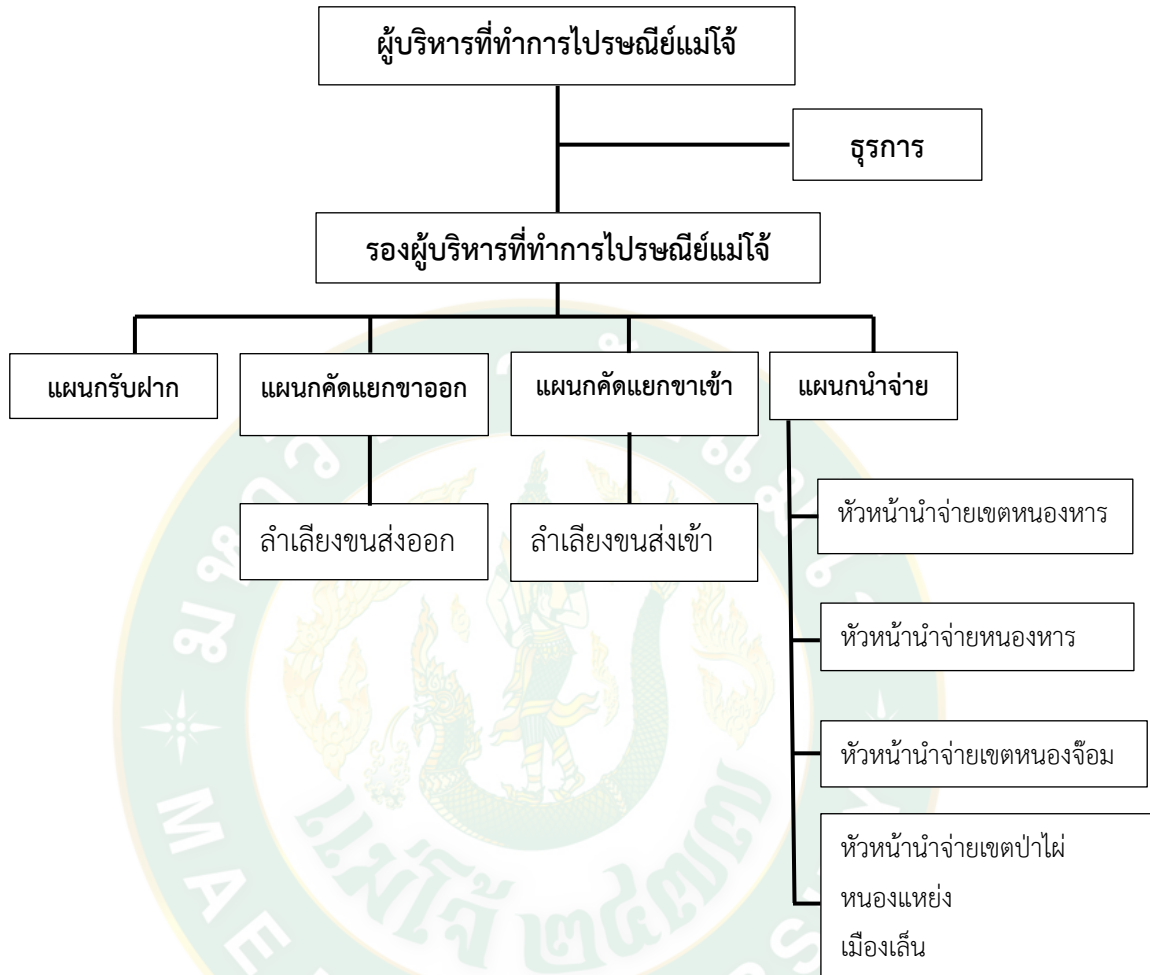 ผู้บริหารที่ทำการไปรษณีย์แม่โจ้
ธุรการ
รองผู้บริหารที่ทำการไปรษณีย์แม่โจ้
แผนกรับฝาก
แผนกคัดแยกขาออก
แผนกคัดแยกขาเข้า
แผนกนำจ่าย
ลำเลียงขนส่งออก
ลำเลียงขนส่งเข้า
หัวหน้านำจ่ายเขตหนองหาร
หัวหน้านำจ่ายหนองหาร
หัวหน้านำจ่ายเขตหนองจ๊อม
หัวหน้านำจ่ายเขตป่าไผ่
หนองแหย่ง
เมืองเล็น
แม่โจ้ ๒๔๗๗